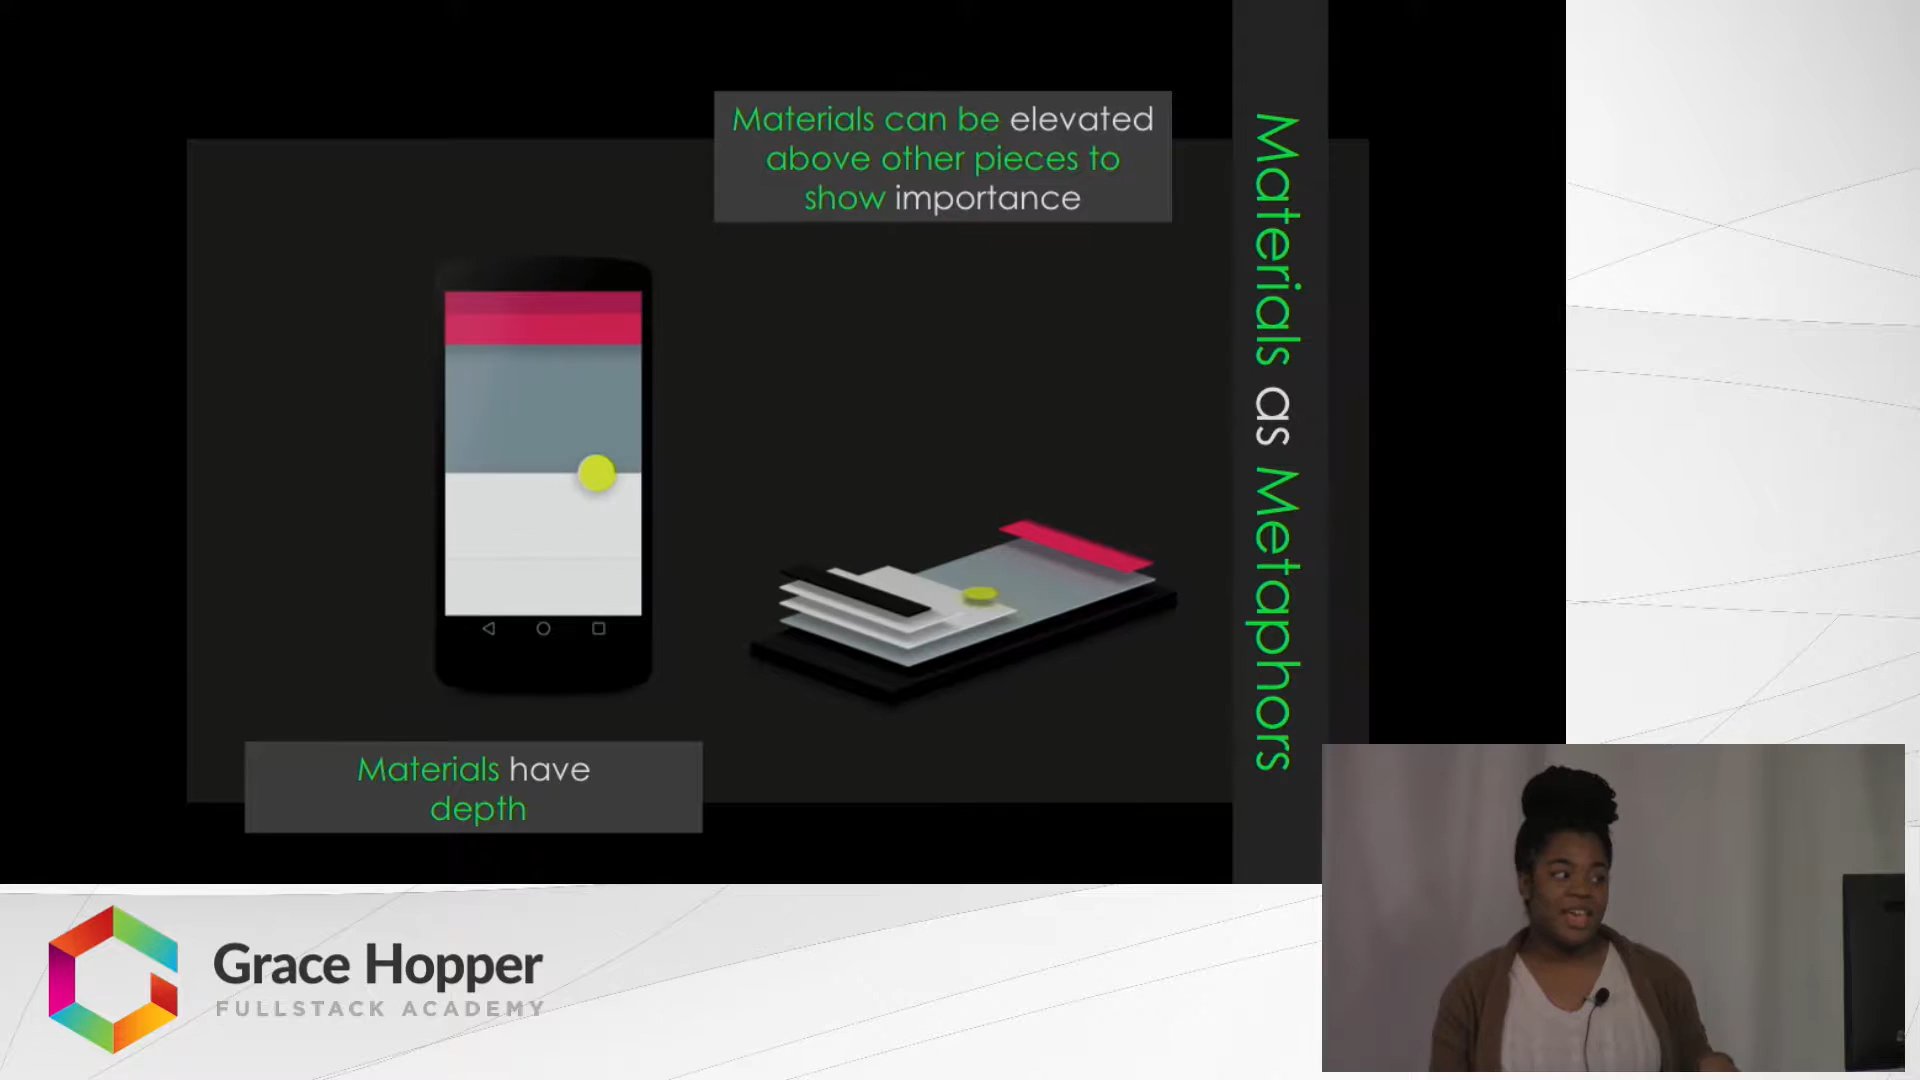 Materials can be elevated
above other pieces to
show importance
Materials as Metaphors
Materials have
depth
Grace Hopper
FULLSTACK ACADEMY